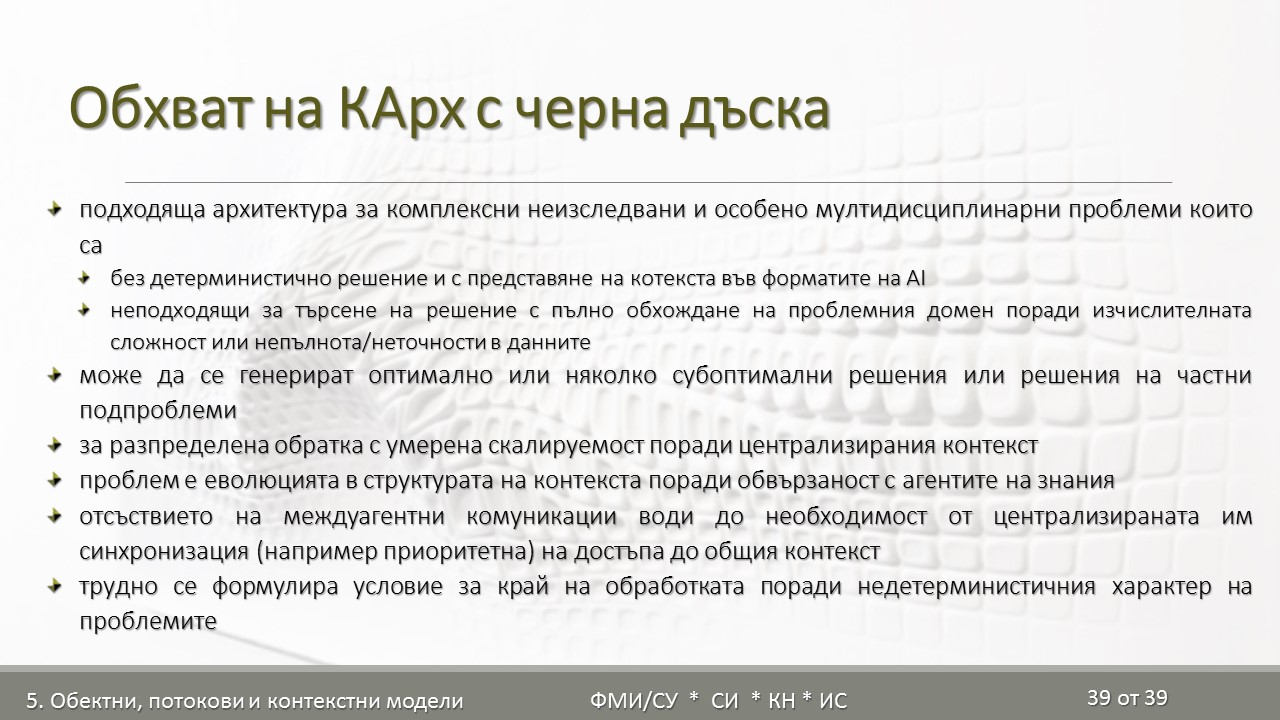 Обхват на КАрх с черна дъска
подходяща архитектура за комплексни неизследвани и особено мултидисциплинарни проблеми които
са
без детерминистично решение и с представяне на котекста във форматите на AI
неподходящи за търсене на решение с пълно обхождане на проблемния домен поради изчислителната
сложност или непълнота/неточности в данните
може да се генерират оптимално или няколко субоптимални решения или решения на частни
подпроблеми
за разпределена обратка с умерена скалируемост поради централизирания контекст
проблем е еволюцията в структурата на контекста поради обвързаност с агентите на знания
отсъствието на междуагентни комуникации води до необходимост от централизираната им
синхронизация (например приоритетна) на достъпа до общия контекст
трудно се формулира условие за край на обработката поради недетерминистичния характер на
проблемите
5. Обектни, потокови и контекстни модели ФМИ/СУ * СИ * КН * ИС 39 от 39